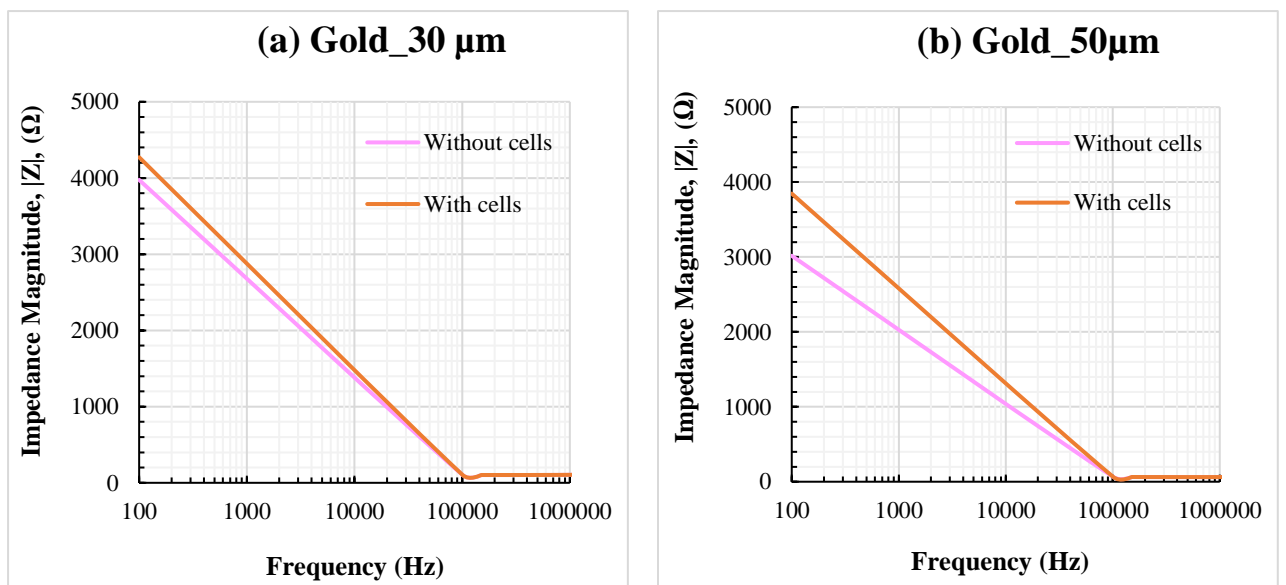 (a) Gold_30 µm
Impedance Magnitude, |Z|, (Ω)
5000
4000
3000
2000
1000
0
Without cells
With cells
100 1000 10000 100000 1000000
Frequency (Hz)
(b) Gold_50µm
Impedance Magnitude, |Z|, (Ω)
5000
4000
3000
2000
1000
0
Without cells
With cells
100 1000 10000 100000 1000000
Frequency (Hz)